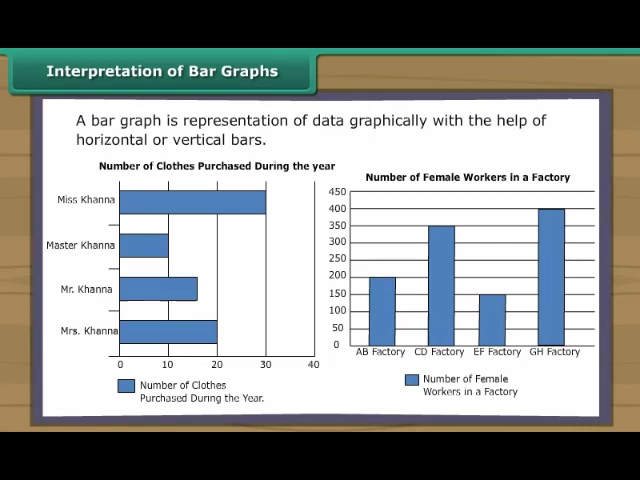 Interpretation of Bar Graphs
A bar graph is representation of data graphically with the help of
horizontal or vertical bars.
Number of Clothes Purchased During the year
Miss Khanna
Master Khanna
Mr. Khanna
Mrs. Khanna
0 10 20 30 40
Number of Clothes
Purchased During the Year.
Number of Female Workers in a Factory
450
400
350
300
250
200
150
100
50
0
AB Factory CD Factory EF Factory GH Factory
Number of Female
Workers in a Factory